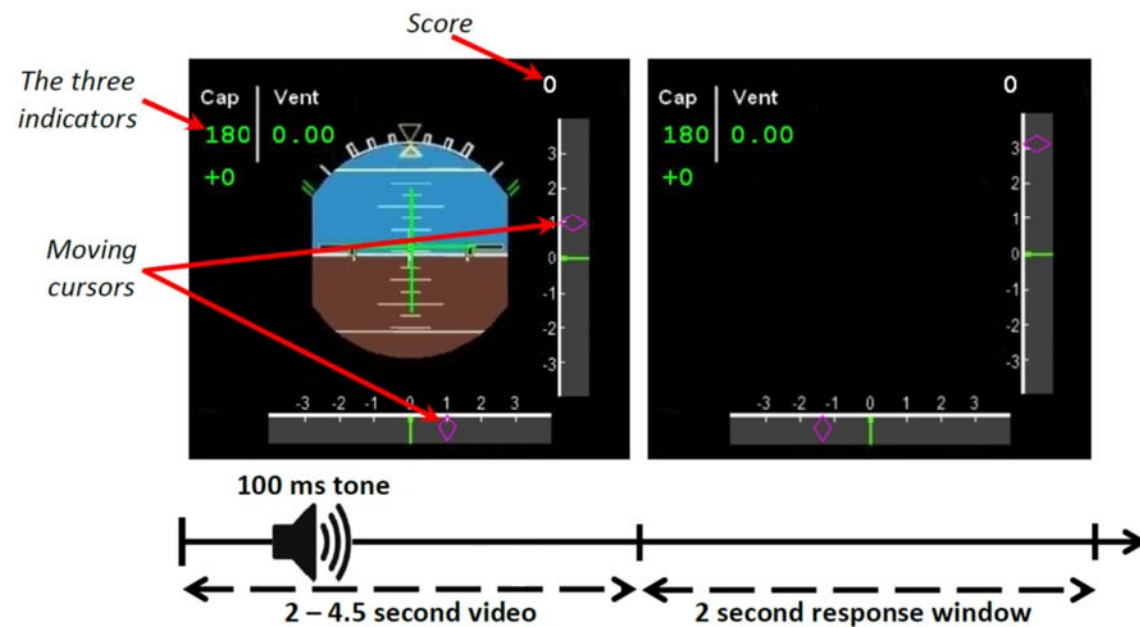 Score
The three
indicators
Moving
cursors
Cap Vent
180 0.00
+0
0
3
2
1
0
-1
-2
-3
-3 -2 -1 0 1 2 3
Cap Vent
180 0.00
+0
0
3
2
1
0
-1
-2
-3
-3 -2 -1 0 1 2 3
100 ms tone
2 – 4.5 second video
2 second response window